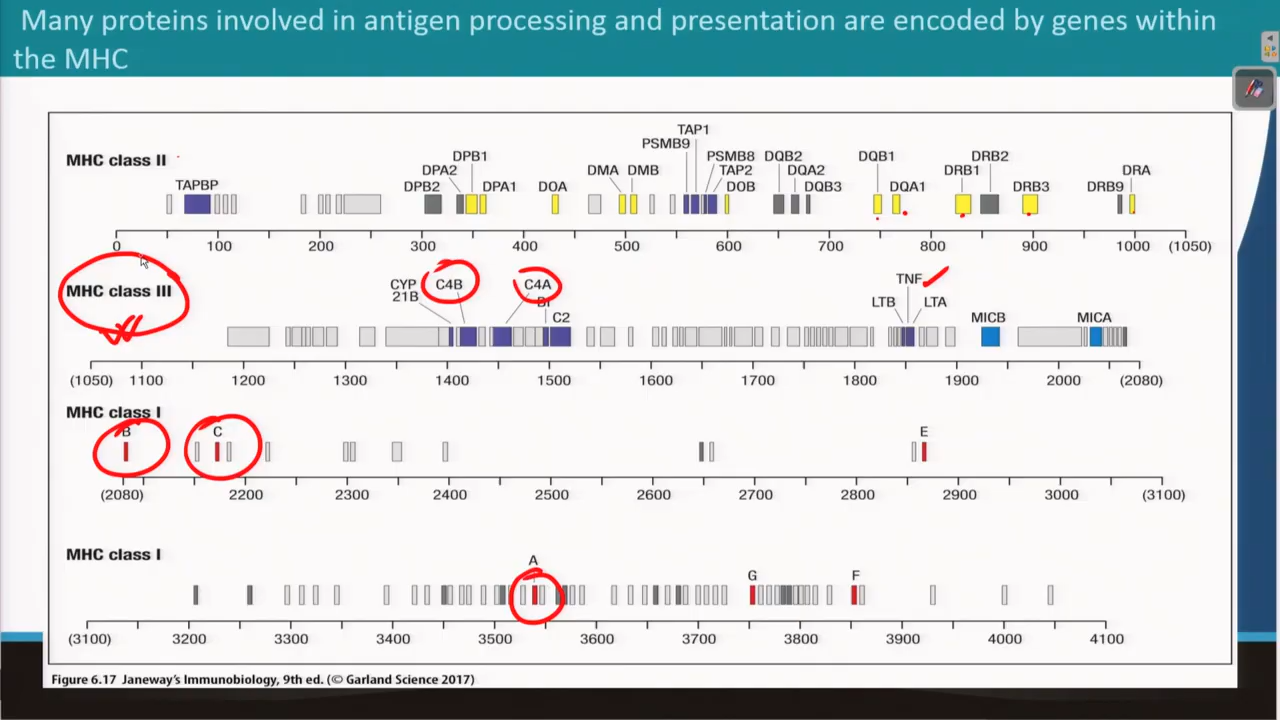 Many proteins involved in antigen processing and presentation are encoded by genes within
the MHC
MHC class II
TAPBP
DPB2
DPA2
DPB1
DPA1
DOA
DMA
DMB
PSMB9
TAP1
PSMB8
TAP2
DOB
DQB2
DQA2
DQB3
DQB1
DQA1
DRB1
DRB2
DRB3
DRB9
DRA
0 100 200 300 400 500 600 700 800 900 1000 (1050)
MHC class III
CYP
21B
C4B
C4A
C2
LTB
TNF
LTA
MICB
MICA
(1050) 1100 1200 1300 1400 1500 1600 1700 1800 1900 2000 (2080)
MHC class I
B C E
(2080) 2200 2300 2400 2500 2600 2700 2800 2900 3000 (3100)
MHC class I
A G F
(3100) 3200 3300 3400 3500 3600 3700 3800 3900 4000 4100
Figure 6.17 Janeway's Immunobiology, 9th ed. (© Garland Science 2017)